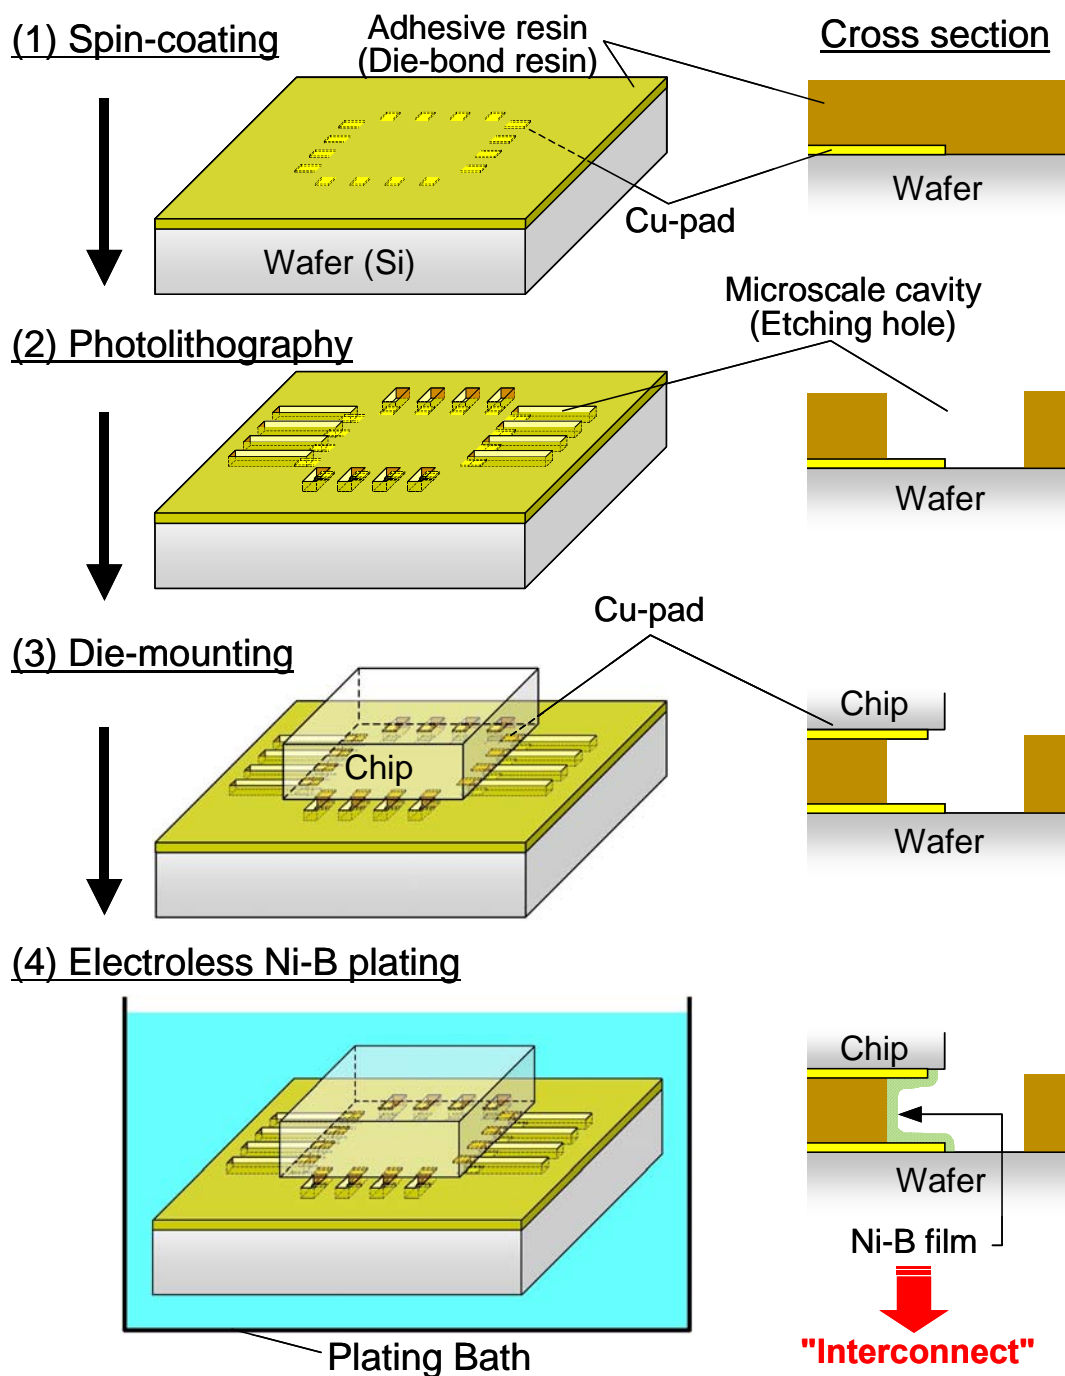 (1) Spin-coating
Adhesive resin
(Die-bond resin)
Cross section
Wafer
Cu-pad
Wafer (Si)
Microscale cavity
(Etching hole)
(2) Photolithography
Wafer
Cu-pad
(3) Die-mounting
Chip
Chip
Wafer
(4) Electroless Ni-B plating
Chip
Wafer
Ni-B film
Plating Bath
"Interconnect"